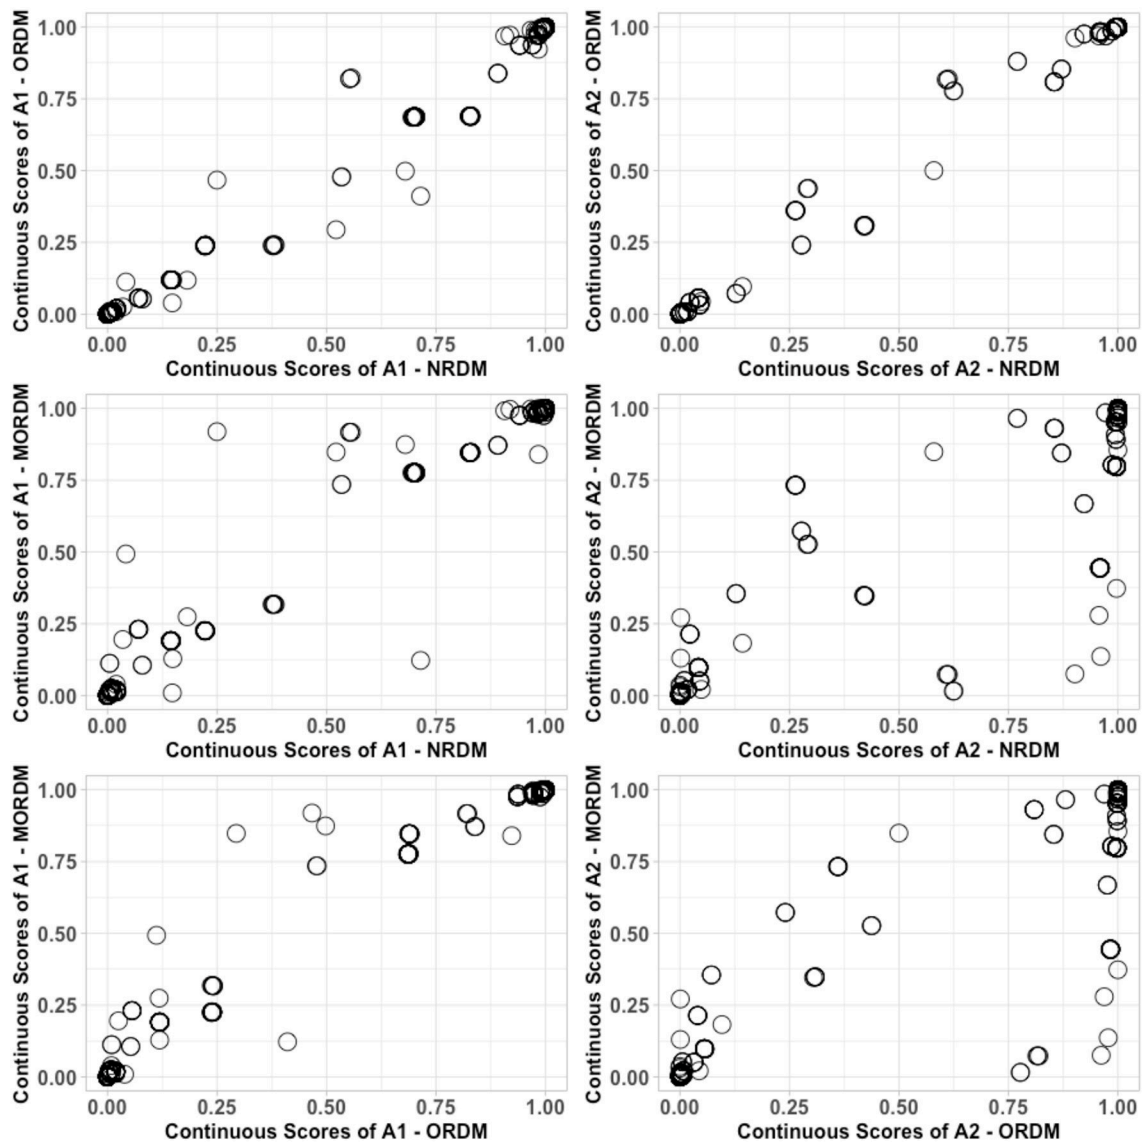 Continuous Scores of A1 - ORDM
1.00
0.75
0.50
0.25
0.00
0.00 0.25 0.50 0.75 1.00
Continuous Scores of A1 - NRDM
Continuous Scores of A2 - ORDM
1.00
0.75
0.50
0.25
0.00
0.00 0.25 0.50 0.75 1.00
Continuous Scores of A2 - NRDM
Continuous Scores of A1 - MORDM
1.00
0.75
0.50
0.25
0.00
0.00 0.25 0.50 0.75 1.00
Continuous Scores of A1 - NRDM
Continuous Scores of A2 - MORDM
1.00
0.75
0.50
0.25
0.00
0.00 0.25 0.50 0.75 1.00
Continuous Scores of A2 - NRDM
Continuous Scores of A1 - MORDM
1.00
0.75
0.50
0.25
0.00
0.00 0.25 0.50 0.75 1.00
Continuous Scores of A1 - ORDM
Continuous Scores of A2 - MORDM
1.00
0.75
0.50
0.25
0.00
0.00 0.25 0.50 0.75 1.00
Continuous Scores of A2 - ORDM